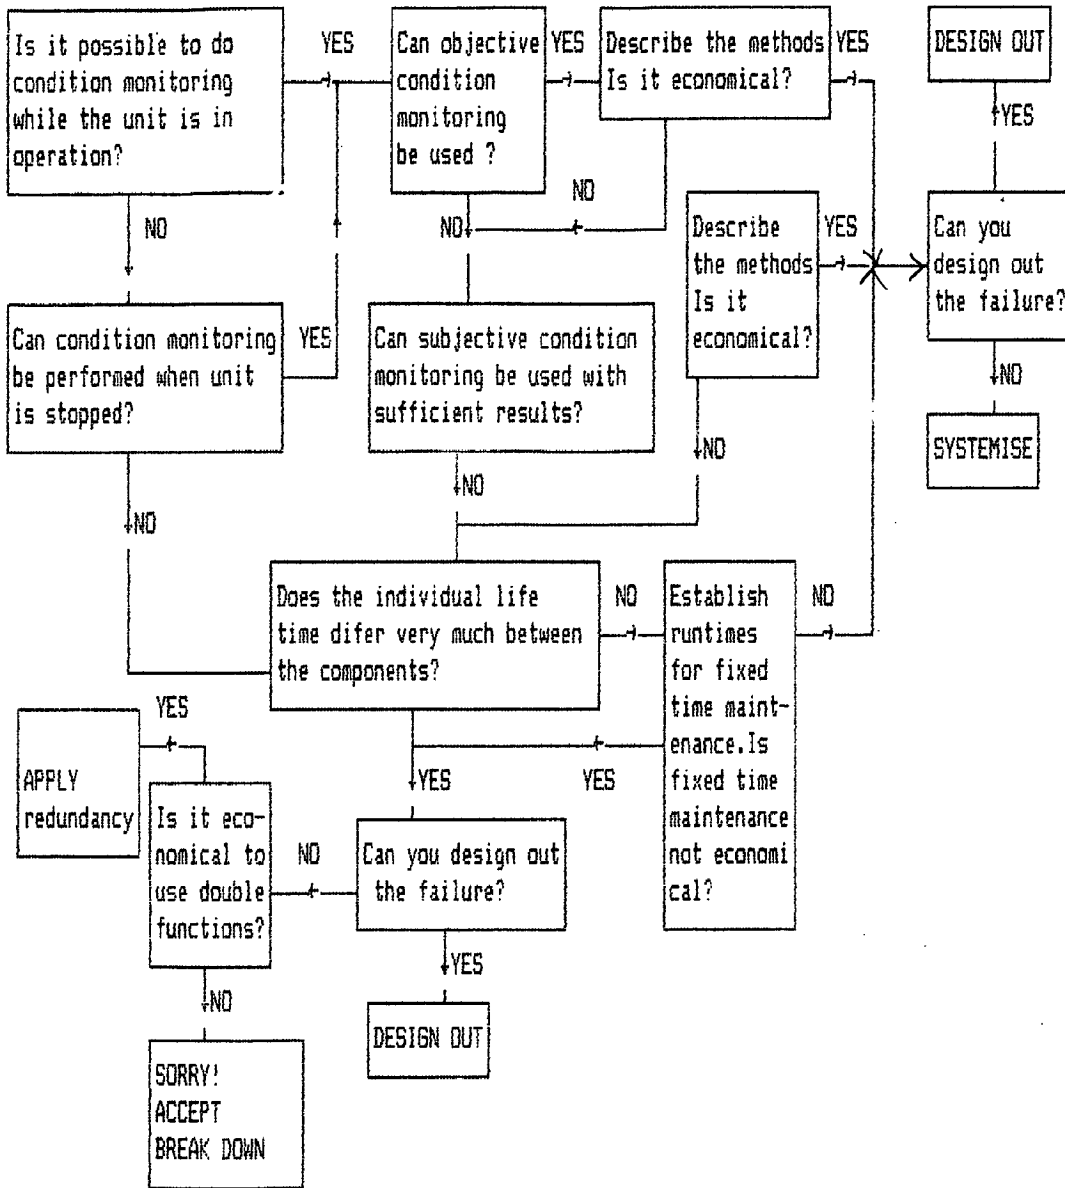 Is it possible to do
condition monitoring
while the unit is in
operation?
YES
Can objective
condition
monitoring
be used ?
YES
Describe the methods
Is it economical?
YES
DESIGN OUT
YES
NO
NO
NO
Describe
the methods
Is it
economical?
YES
Can you
design out
the failure?
Can condition monitoring
be performed when unit
is stopped?
YES
Can subjective condition
monitoring be used with
sufficient results?
NO
SYSTEMISE
NO
NO
NO
Does the individual life
time difer very much between
the components?
NO
Establish
runtimes
for fixed
time maint-
enance.Is
fixed time
maintenance
not economi
cal?
NO
YES
YES
YES
APPLY
redundancy
Is it eco-
nomical to
use double
functions?
NO
Can you design out
the failure?
YES
NO
DESIGN OUT
SORRY!
ACCEPT
BREAK DOWN